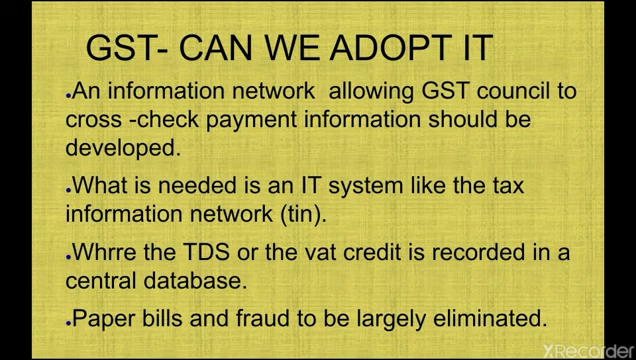 GST- CAN WE ADOPT IT
•An information network allowing GST council to
cross -check payment information should be
developed.
•What is needed is an IT system like the tax
information network (tin).
•Whrre the TDS or the vat credit is recorded in a
central database.
•Paper bills and fraud to be largely eliminated.
XRecorder